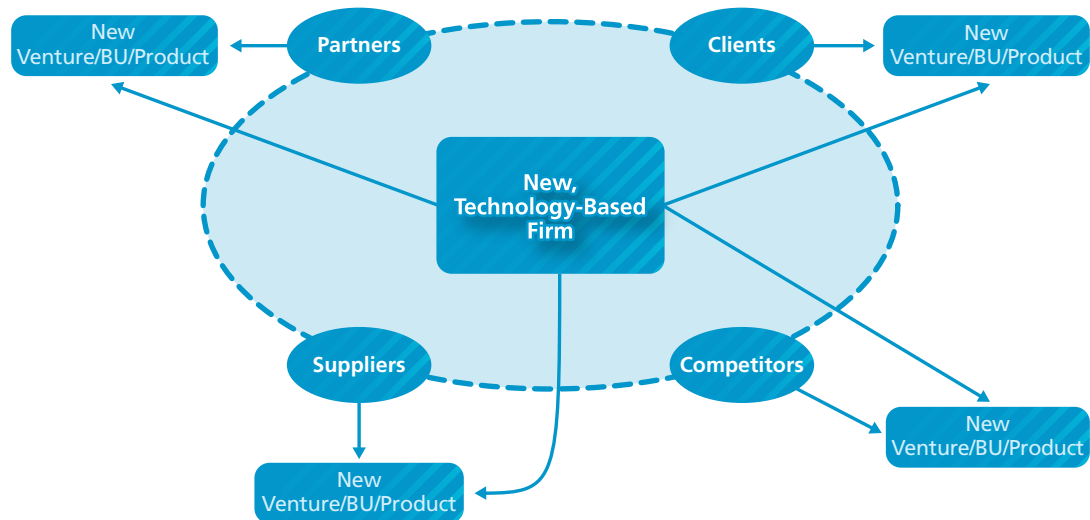 New
Venture/BU/Product
Partners
Clients
New
Venture/BU/Product
New,
Technology-Based
Firm
Suppliers
Competitors
New
Venture/BU/Product
New
Venture/BU/Product